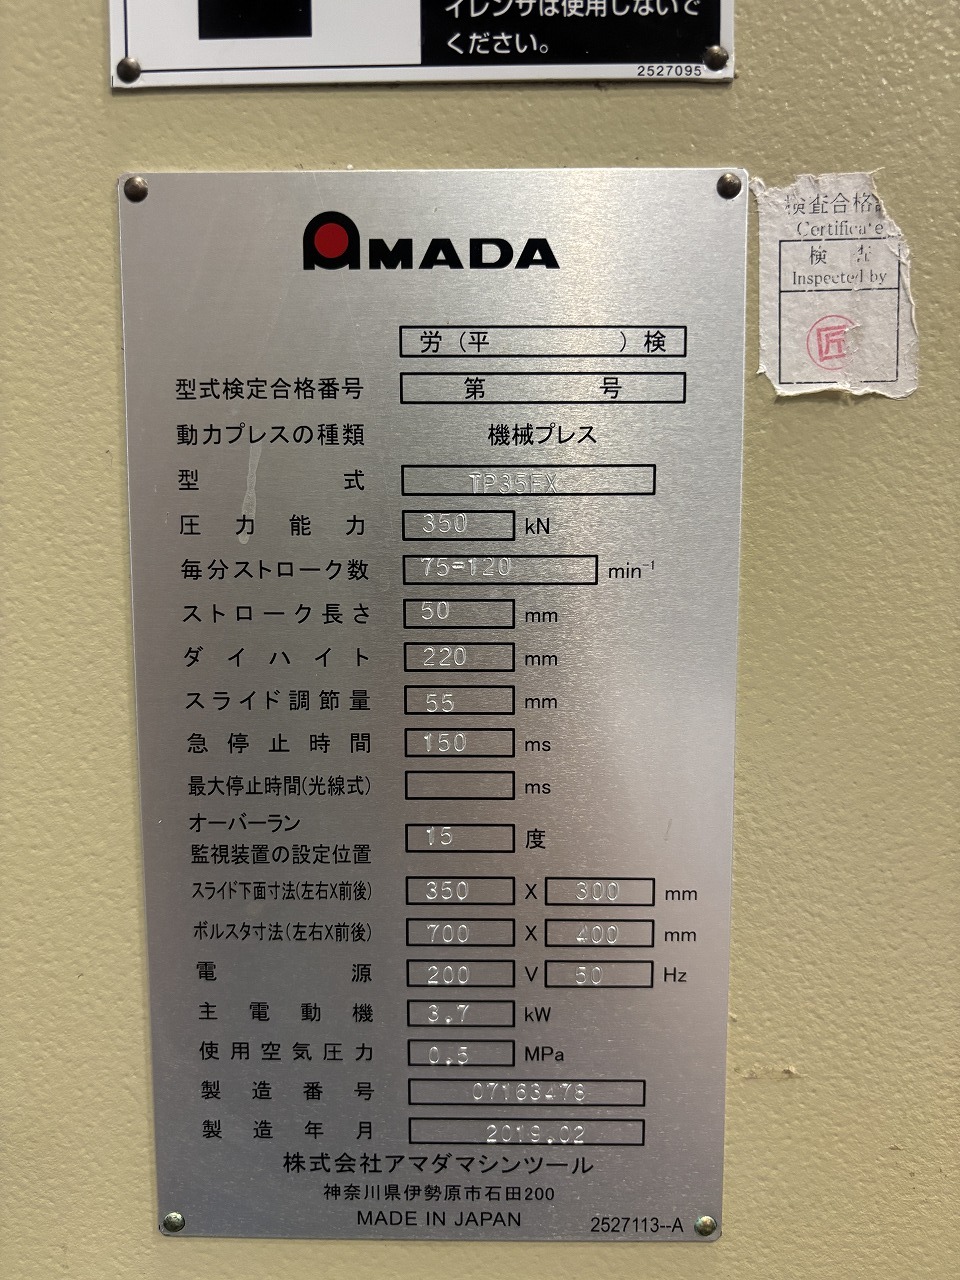 イレンサは使用しないで
ください。
2527095
AMADA
労（平　　　　　）検
型式検定合格番号 第　　　　号
動力プレスの種類 機械プレス
型式 TP35FX
圧力能力 350 kN
毎分ストローク数 75-120 min⁻¹
ストローク長さ 50 mm
ダイハイト 220 mm
スライド調節量 55 mm
急停止時間 150 ms
最大停止時間(光線式) ms
オーバーラン
監視装置の設定位置 15 度
スライド下面寸法(左右X前後) 350 X 300 mm
ボルスタ寸法(左右X前後) 700 X 400 mm
電源 200 V 50 Hz
主電動機 3.7 kW
使用空気圧力 0.5 MPa
製造番号 07163476
製造年月 2019.02
株式会社アマダマシンツール
神奈川県伊勢原市石田200
MADE IN JAPAN
2527113--A
検査合格
Certificate
検査
Inspected by
匠